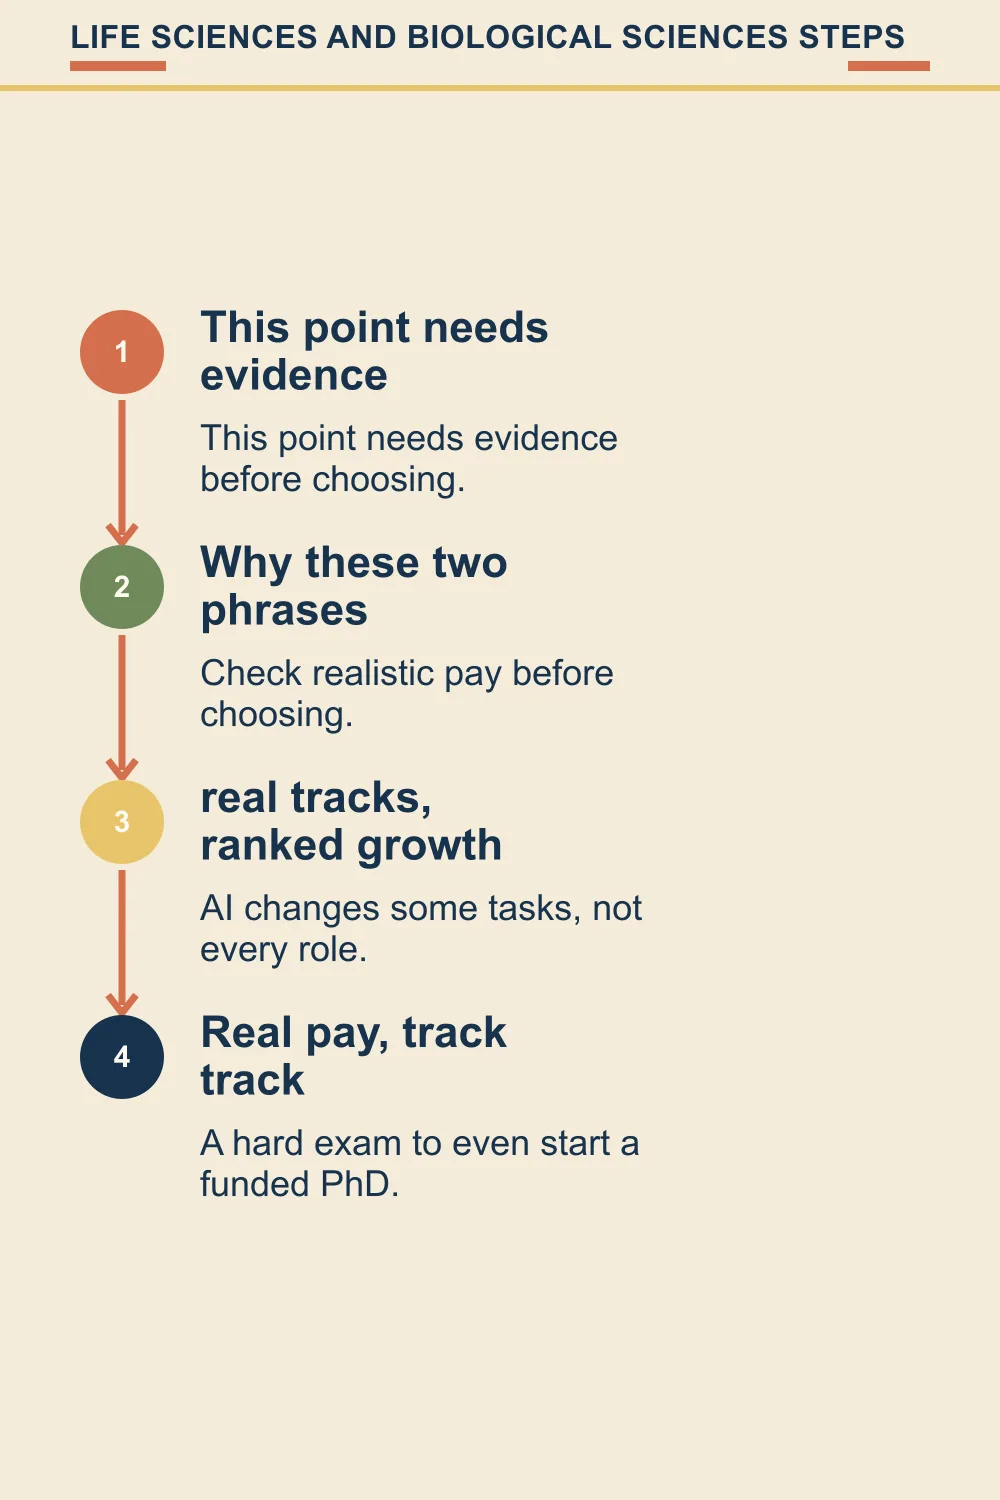 LIFE SCIENCES AND BIOLOGICAL SCIENCES STEPS
1
This point needs
evidence
This point needs evidence
before choosing.
2
Why these two
phrases
Check realistic pay before
choosing.
3
real tracks,
ranked growth
AI changes some tasks, not
every role.
4
Real pay, track
track
A hard exam to even start a
funded PhD.